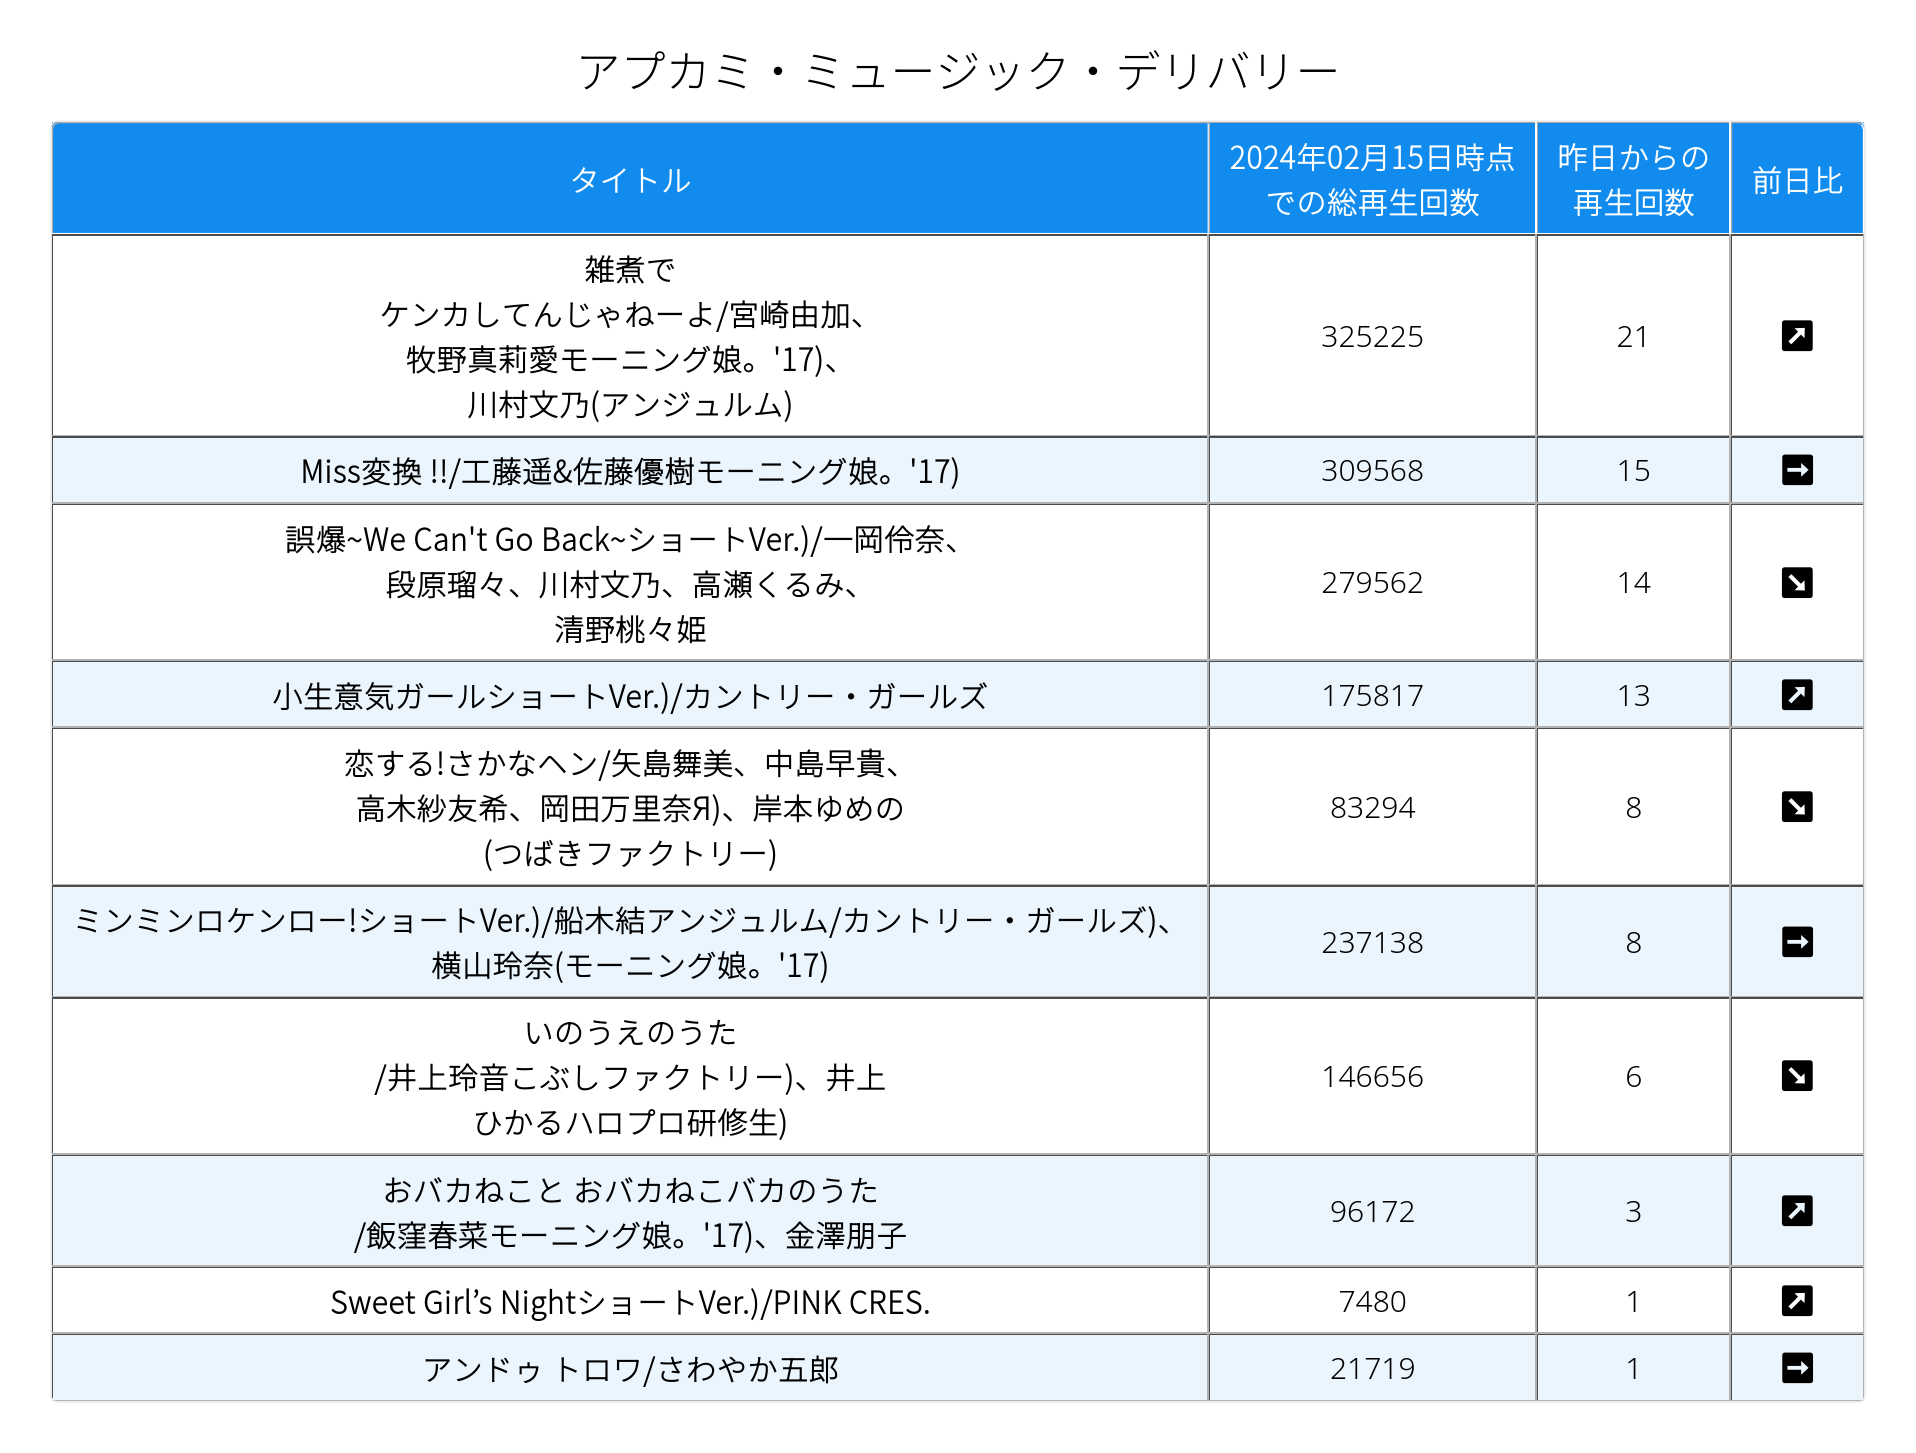 アプカミ・ミュージック・デリバリー
タイトル
2024年02月15日時点
での総再生回数
昨日からの
再生回数
前日比
雑煮で
ケンカしてんじゃねーよ/宮崎由加、
牧野真莉愛モーニング娘。'17)、
川村文乃(アンジュルム)
325225
21
Miss変換 !!/工藤遥&佐藤優樹モーニング娘。'17)
309568
15
誤爆~We Can't Go Back~ショートVer.)/一岡伶奈、
段原瑠々、川村文乃、高瀬くるみ、
清野桃々姫
279562
14
小生意気ガールショートVer.)/カントリー・ガールズ
175817
13
恋する!さかなヘン/矢島舞美、中島早貴、
高木紗友希、岡田万里奈Я)、岸本ゆめの
(つばきファクトリー)
83294
8
ミンミンロケンロー!ショートVer.)/船木結アンジュルム/カントリー・ガールズ)、
横山玲奈(モーニング娘。'17)
237138
8
いのうえのうた
/井上玲音こぶしファクトリー)、井上
ひかるハロプロ研修生)
146656
6
おバカねこと おバカねこバカのうた
/飯窪春菜モーニング娘。'17)、金澤朋子
96172
3
Sweet Girl’s NightショートVer.)/PINK CRES.
7480
1
アンドゥ トロワ/さわやか五郎
21719
1